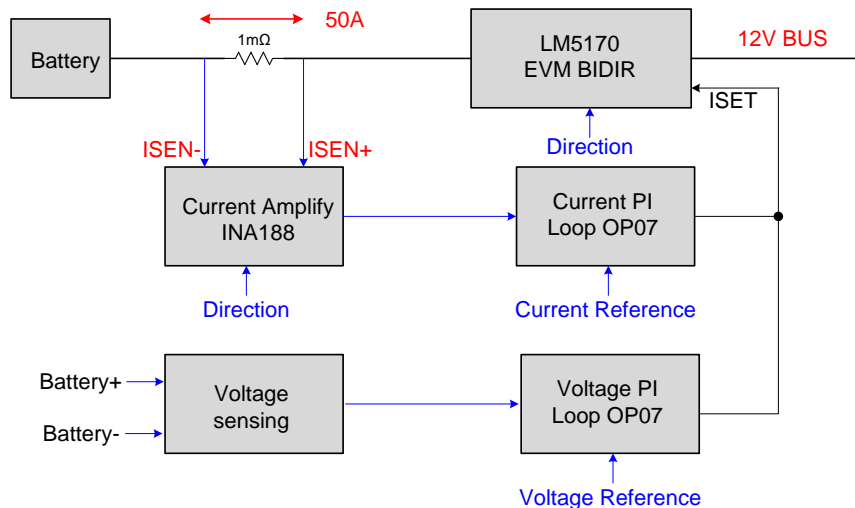 50A
1mΩ
Battery
LM5170
EVM BIDIR
12V BUS
ISET
ISEN-
ISEN+
Direction
Current Amplify
INA188
Current PI
Loop OP07
Direction
Current Reference
Battery+
Battery-
Voltage
sensing
Voltage PI
Loop OP07
Voltage Reference